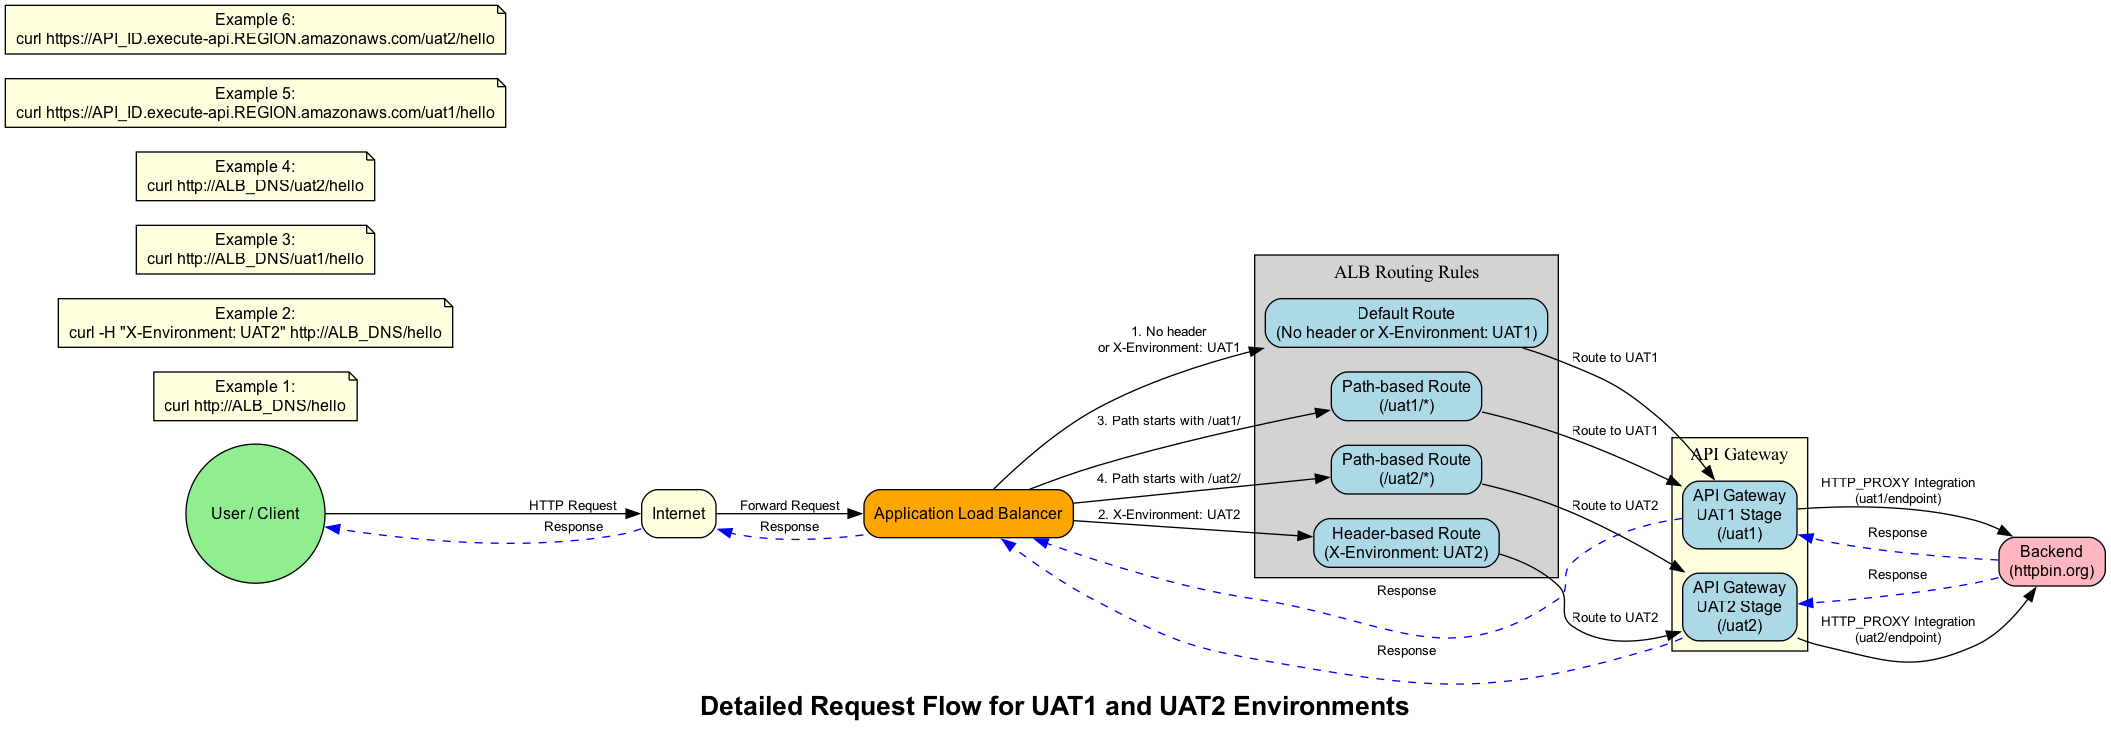 Example 6:
curl https://API_ID.execute-api.REGION.amazonaws.com/uat2/hello
Example 5:
curl https://API_ID.execute-api.REGION.amazonaws.com/uat1/hello
Example 4:
curl http://ALB_DNS/uat2/hello
Example 3:
curl http://ALB_DNS/uat1/hello
Example 2:
curl -H "X-Environment: UAT2" http://ALB_DNS/hello
Example 1:
curl http://ALB_DNS/hello
User / Client
HTTP Request
Response
Internet
Forward Request
Response
Application Load Balancer
1. No header
or X-Environment: UAT1
3. Path starts with /uat1/
4. Path starts with /uat2/
2. X-Environment: UAT2
ALB Routing Rules
Default Route
(No header or X-Environment: UAT1)
Path-based Route
(/uat1/*)
Path-based Route
(/uat2/*)
Header-based Route
(X-Environment: UAT2)
Response
Response
Route to UAT1
Route to UAT1
Route to UAT2
Route to UAT2
API Gateway
API Gateway
UAT1 Stage
(/uat1)
API Gateway
UAT2 Stage
(/uat2)
HTTP_PROXY Integration
(uat1/endpoint)
Response
Response
HTTP_PROXY Integration
(uat2/endpoint)
Backend
(httpbin.org)
Detailed Request Flow for UAT1 and UAT2 Environments